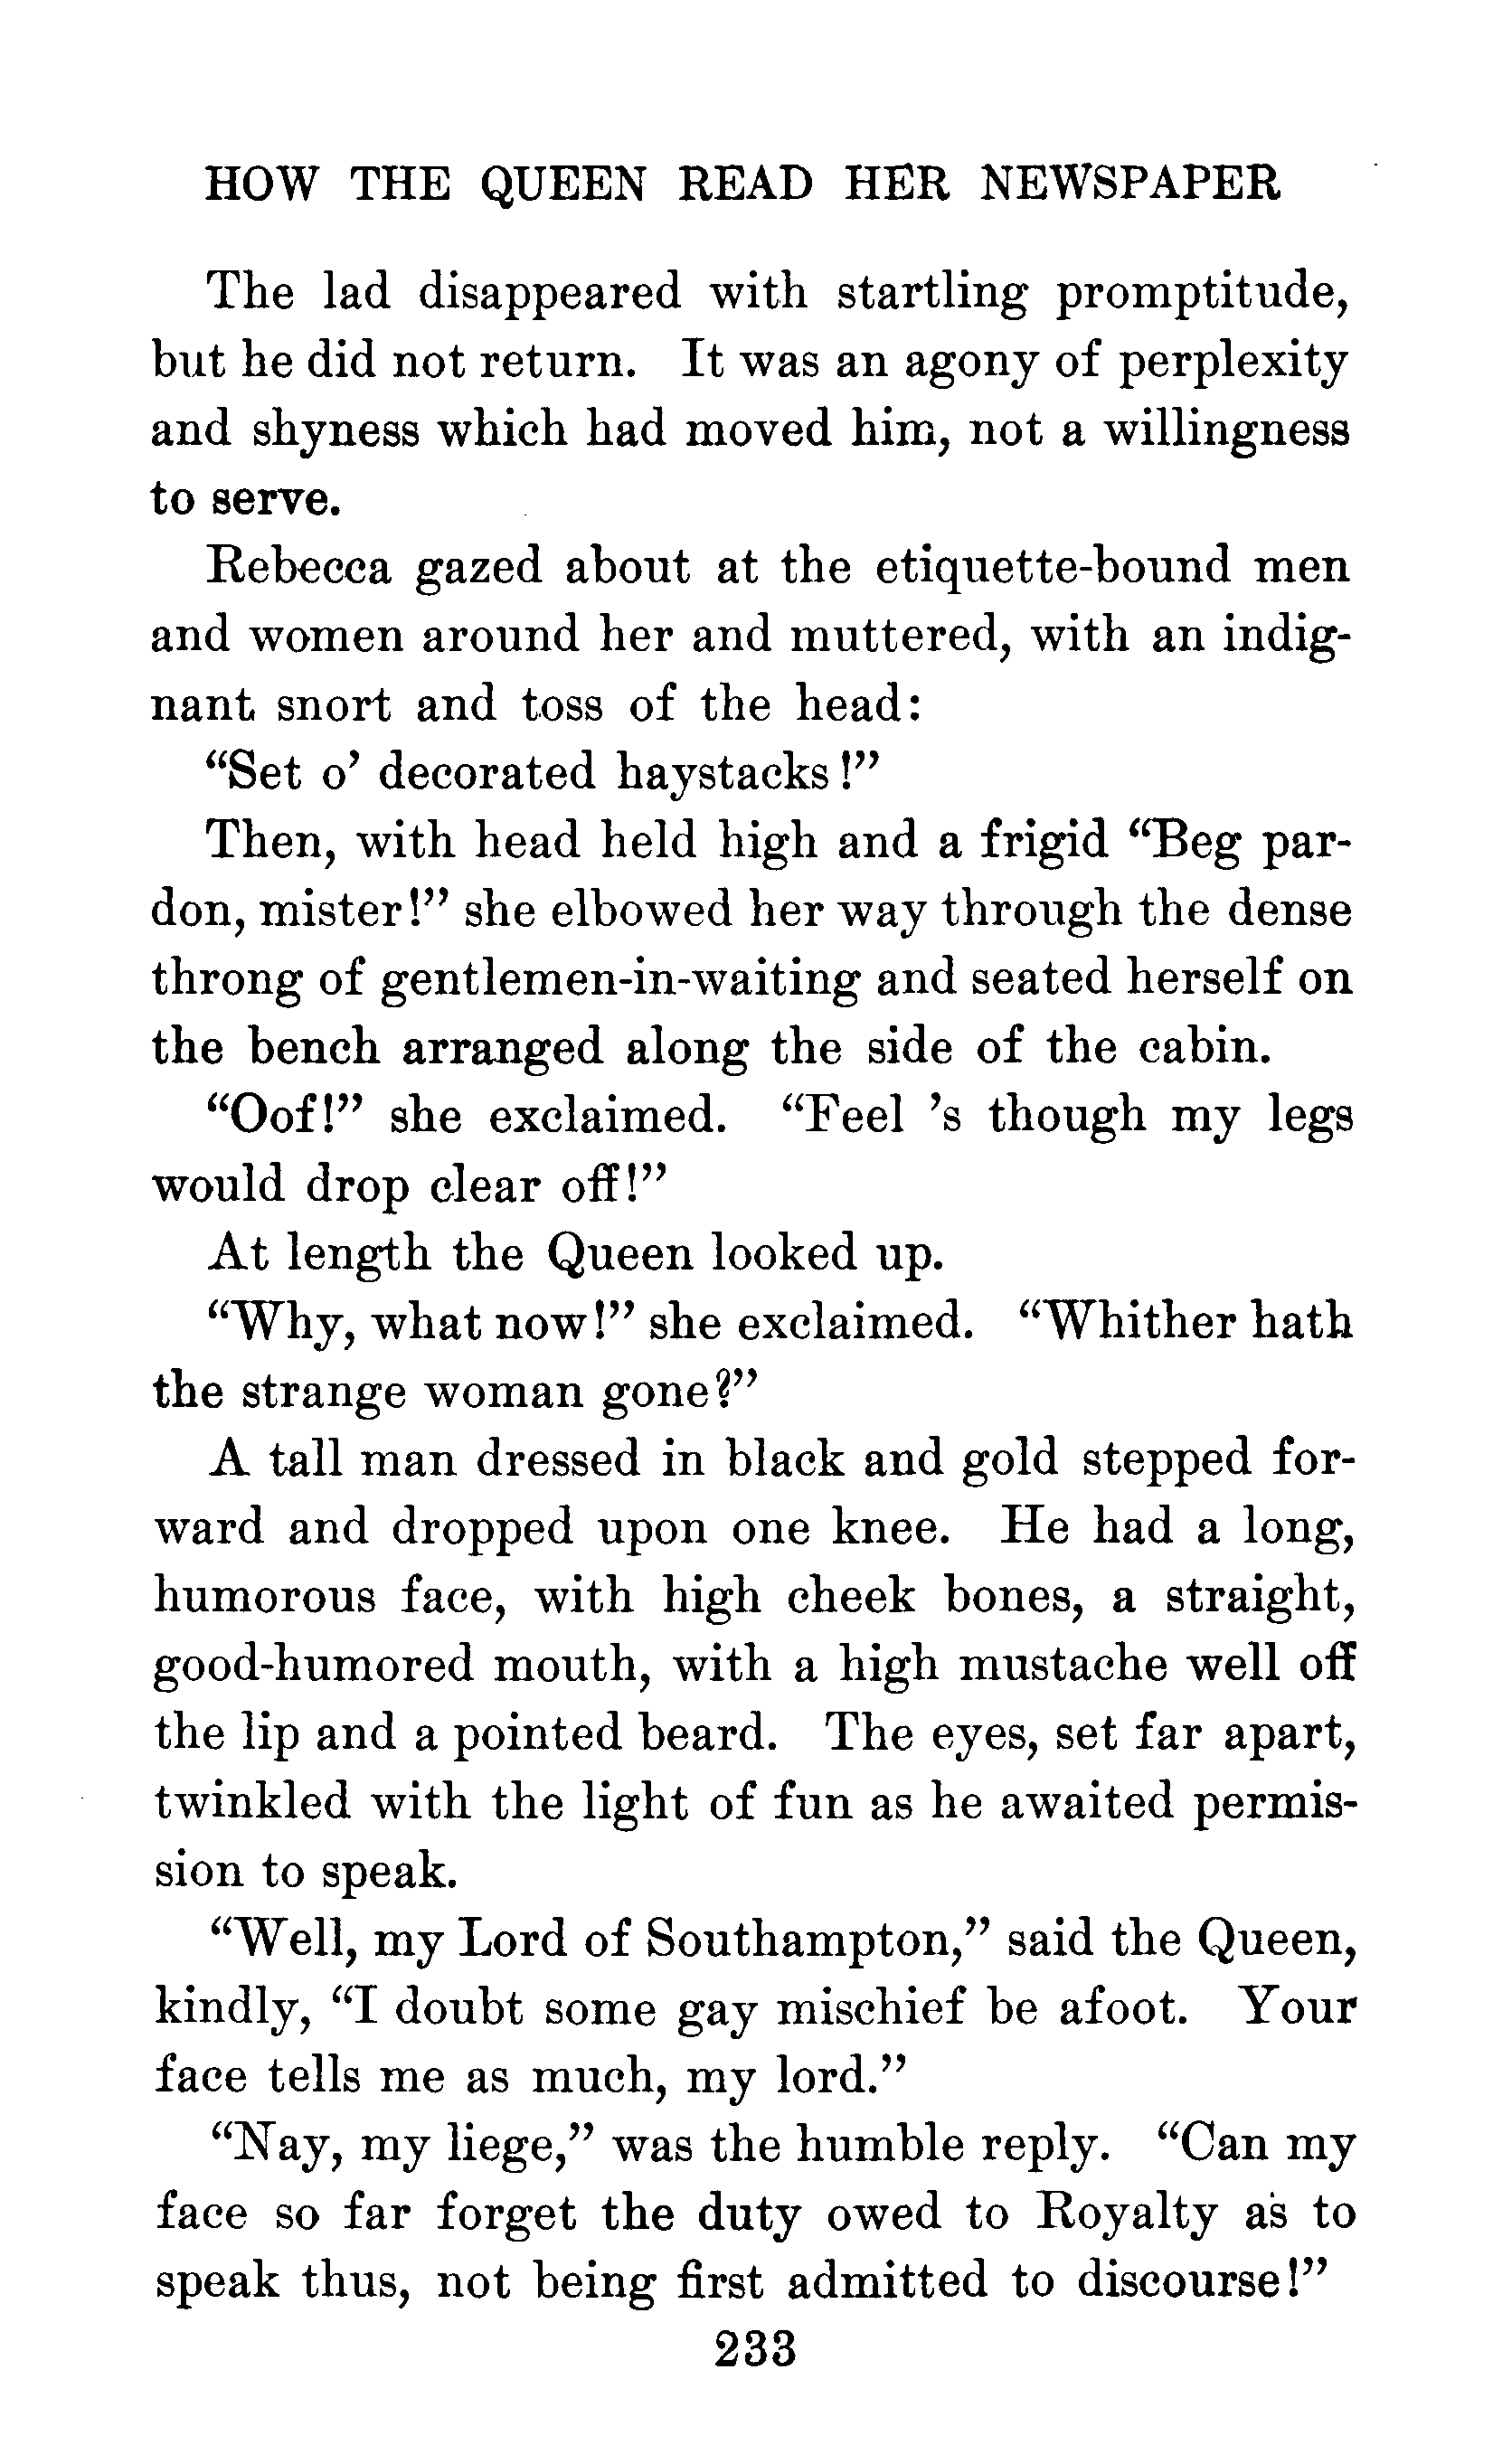 HOW THE QUEEN READ HER NEWSPAPER
The lad disappeared with startling promptitude,
but he did not return. It was an agony of perplexity
and shyness which had moved him, not a willingness
to serve.
Rebecca gazed about at the etiquette-bound men
and women around her and muttered, with an indig-
nant snort and toss of the head:
“Set o’ decorated haystacks!”
Then, with head held high and a frigid “Beg par-
don, mister!” she elbowed her way through the dense
throng of gentlemen-in-waiting and seated herself on
the bench arranged along the side of the cabin.
“Oof!” she exclaimed. “Feel ’s though my legs
would drop clear off!”
At length the Queen looked up.
“Why, what now!” she exclaimed. “Whither hath
the strange woman gone?”
A tall man dressed in black and gold stepped for-
ward and dropped upon one knee. He had a long,
humorous face, with high cheek bones, a straight,
good-humored mouth, with a high mustache well off
the lip and a pointed beard. The eyes, set far apart,
twinkled with the light of fun as he awaited permis-
sion to speak.
“Well, my Lord of Southampton,” said the Queen,
kindly, “I doubt some gay mischief be afoot. Your
face tells me as much, my lord.”
“Nay, my liege,” was the humble reply. “Can my
face so far forget the duty owed to Royalty as to
speak thus, not being first admitted to discourse!”
233